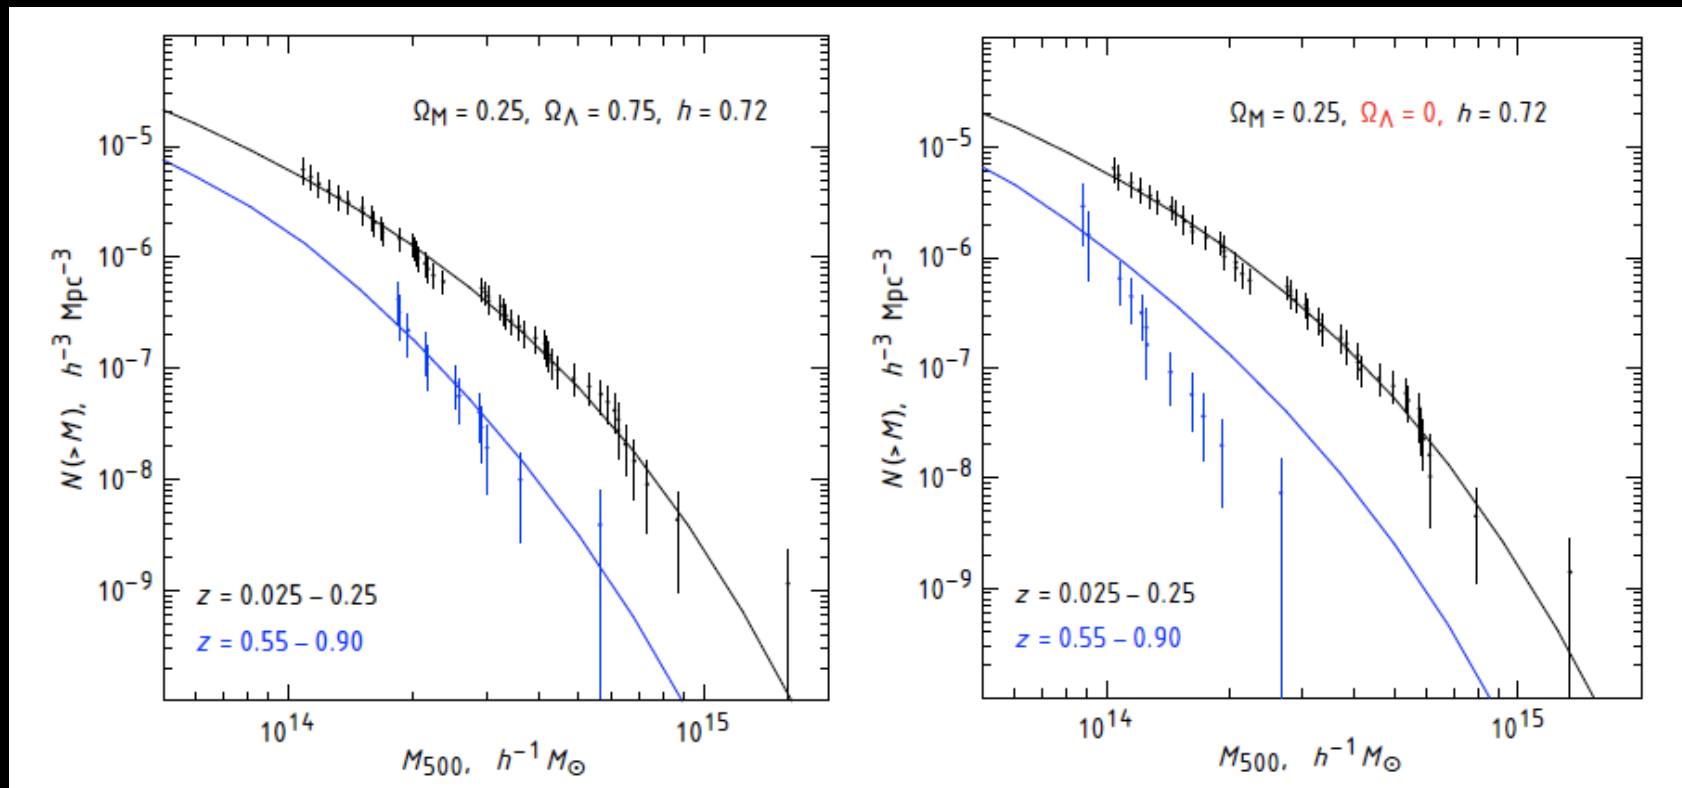 Ω_M = 0.25, Ω_Λ = 0.75, h = 0.72
10^−5
10^−6
10^−7
10^−8
10^−9
N(>M), h^−3 Mpc^−3
z = 0.025 – 0.25
z = 0.55 – 0.90
10^14
10^15
M_500, h^−1 M_⊙
Ω_M = 0.25, Ω_Λ = 0, h = 0.72
10^−5
10^−6
10^−7
10^−8
10^−9
N(>M), h^−3 Mpc^−3
z = 0.025 – 0.25
z = 0.55 – 0.90
10^14
10^15
M_500, h^−1 M_⊙